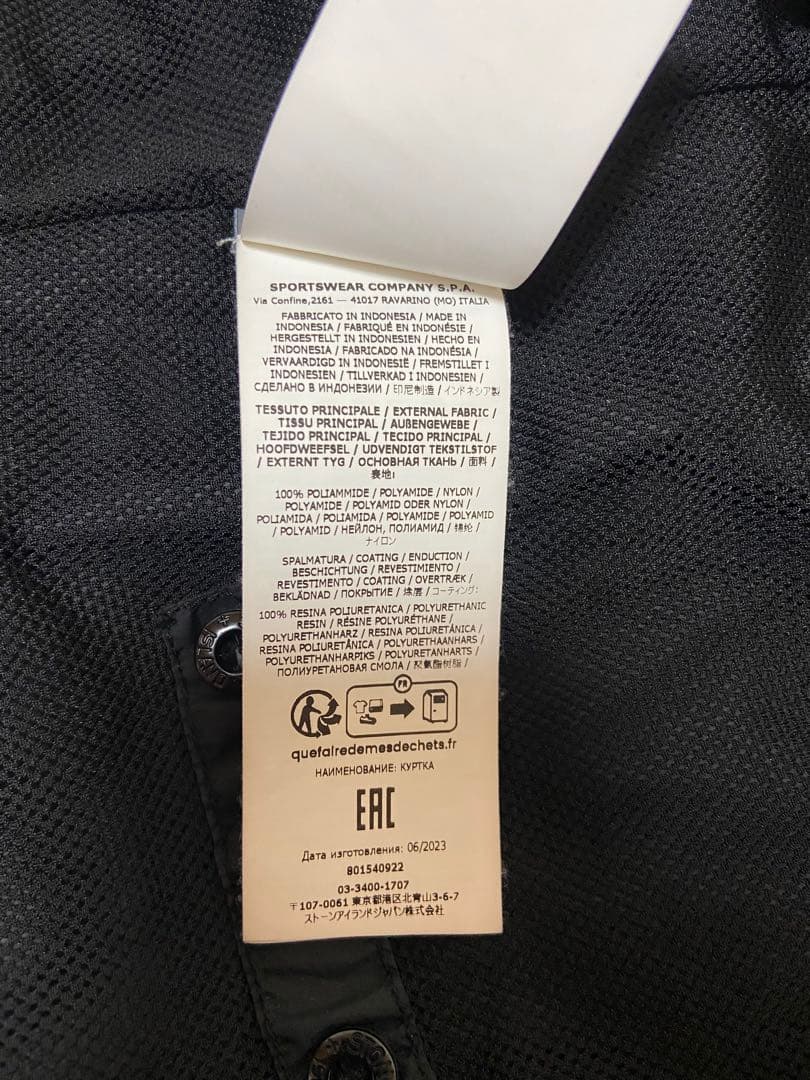 SPORTSWEAR COMPANY S.P.A.
Via Confine,2161 — 41017 RAVARINO (MO) ITALIA
FABBRICATO IN INDONESIA / MADE IN
INDONESIA / FABRIQUÉ EN INDONÉSIE /
HERGESTELLT IN INDONESIEN / HECHO EN
INDONESIA / FABRICADO NA INDONÉSIA /
VERVAARDIGD IN INDONESIË / FREMSTILLET I
INDONESIEN / TILLVERKAD I INDONESIEN /
СДЕЛАНО В ИНДОНЕЗИИ / 印尼制造 / インドネシア製
TESSUTO PRINCIPALE / EXTERNAL FABRIC /
TISSU PRINCIPAL / AUßENGEWEBE /
TEJIDO PRINCIPAL / TECIDO PRINCIPAL /
HOOFDWEEFSEL / UDVENDIGT TEKSTILSTOF
/ EXTERNT TYG / ОСНОВНАЯ ТКАНЬ / 面料 /
表地:
100% POLIAMMIDE / POLYAMIDE / NYLON /
POLYAMIDE / POLYAMID ODER NYLON /
POLIAMIDA / POLIAMIDA / POLYAMIDE / POLYAMID
/ POLYAMID / НЕЙЛОН, ПОЛИАМИД / 锦纶 /
ナイロン
SPALMATURA / COATING / ENDUCTION /
BESCHICHTUNG / REVESTIMIENTO /
REVESTIMENTO / COATING / OVERTRÆK /
BEKLÄDNAD / ПОКРЫТИЕ / 涂层 / コーティング:
100% RESINA POLIURETANICA / POLYURETHANIC
RESIN / RÉSINE POLYURÉTHANE /
POLYURETHANHARZ / RESINA POLIURETÂNICA /
RESINA POLIURETÂNICA / POLYURETHAANHARS /
POLYURETHANHARPIKS / POLYURETANHARTS /
ПОЛИУРЕТАНОВАЯ СМОЛА / 聚氨酯树脂 /
FR
quefairedemesdechets.fr
НАИМЕНОВАНИЕ: КУРТКА
EAC
Дата изготовления: 06/2023
801540922
03-3400-1707
〒107-0061 東京都港区北青山3-6-7
ストーンアイランドジャパン株式会社